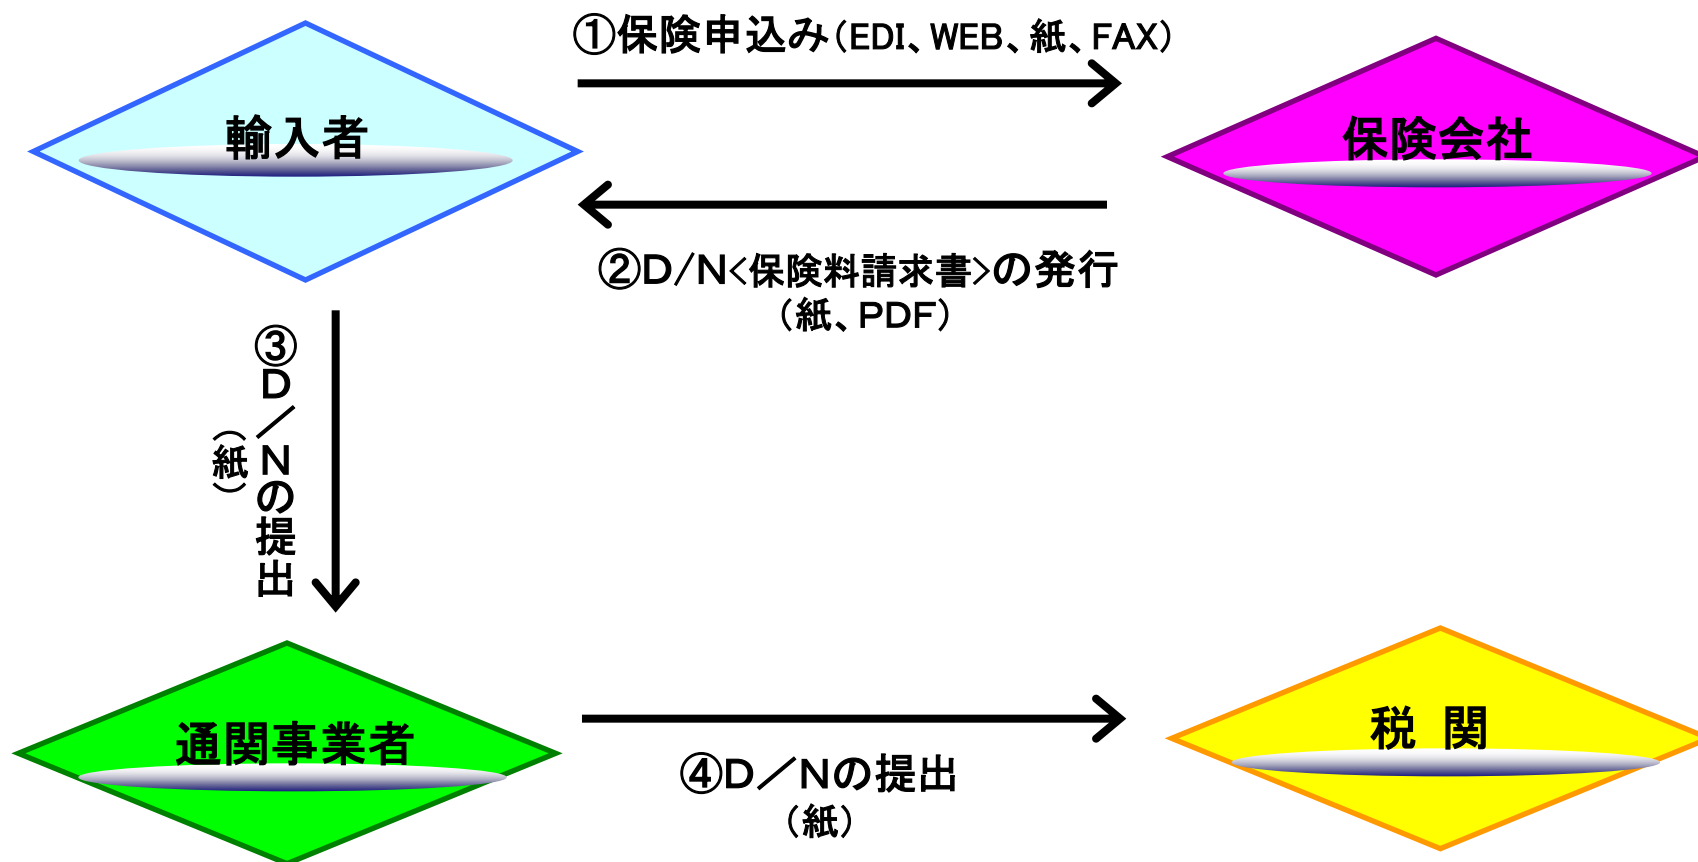 ①保険申込み（EDI、WEB、紙、FAX）
輸入者
保険会社
②D/N<保険料請求書>の発行
（紙、PDF）
③D／Nの提出
（紙）
通関事業者
税 関
④D／Nの提出
（紙）